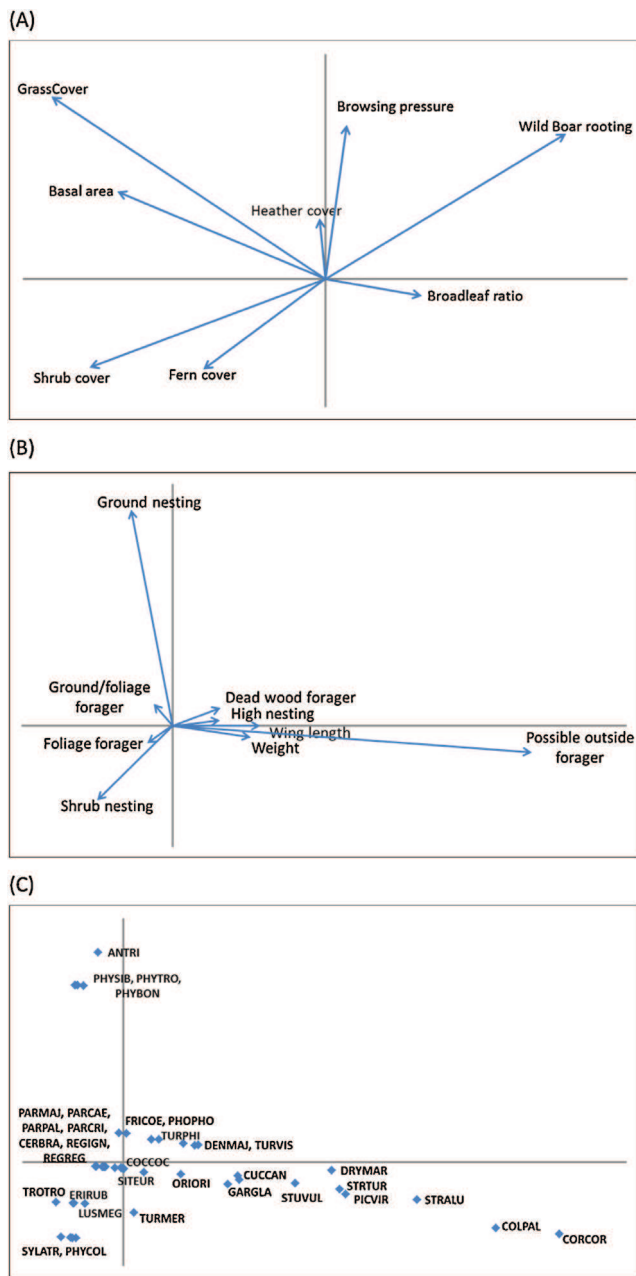 (A)
GrassCover
Browsing pressure
Wild Boar rooting
Basal area
Heather cover
Broadleaf ratio
Shrub cover
Fern cover
(B)
Ground nesting
Ground/foliage
forager
Dead wood forager
High nesting
Wing length
Foliage forager
Weight
Possible outside
forager
Shrub nesting
(C)
ANTRI
PHYSIB, PHYTRO,
PHYBON
PARMAJ, PARCAE,
PARPAL, PARCRI,
CERBRA, REGIGN,
REGREG
FRICOE, PHOPHO
TURPHI
DENMAJ, TURVIS
COCCOC
SITEUR
ORIORI
CUCCAN
GARGLA
STUVUL
DRYMAR
STRTUR
PICVIR
STRALU
TROTRO
ERIRUB
LUSMEG
TURMER
COLPAL
CORCOR
SYLATR, PHYCOL